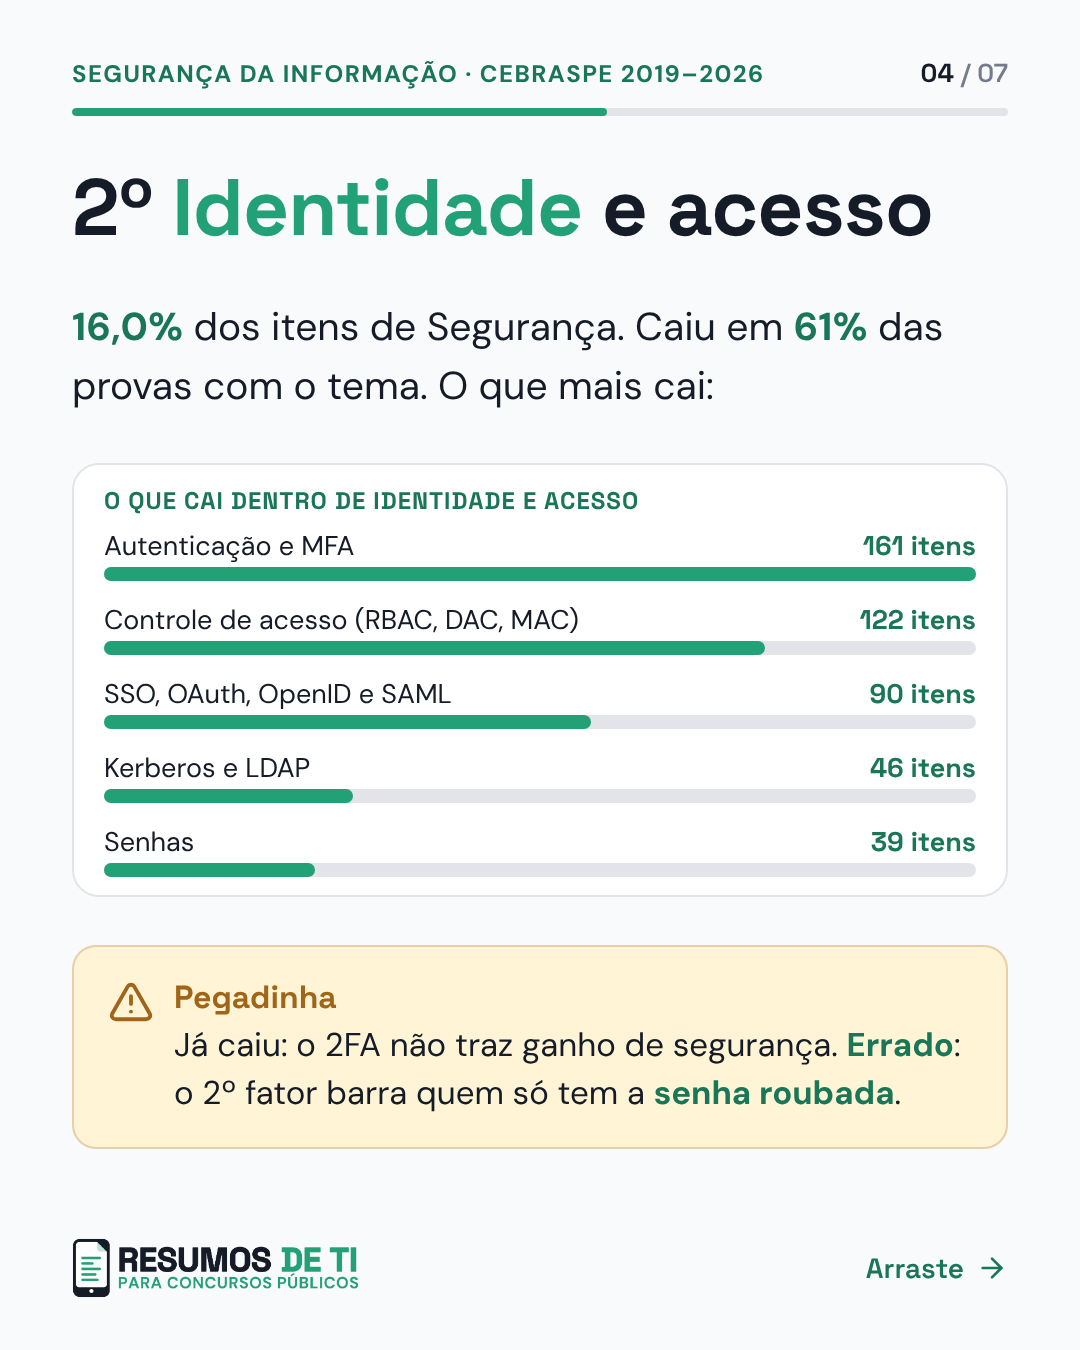 SEGURANÇA DA INFORMAÇÃO · CEBRASPE 2019–2026
04 / 07
2º Identidade e acesso
16,0% dos itens de Segurança. Caiu em 61% das
provas com o tema. O que mais cai:
O QUE CAI DENTRO DE IDENTIDADE E ACESSO
Autenticação e MFA 161 itens
Controle de acesso (RBAC, DAC, MAC) 122 itens
SSO, OAuth, OpenID e SAML 90 itens
Kerberos e LDAP 46 itens
Senhas 39 itens
Pegadinha
Já caiu: o 2FA não traz ganho de segurança. Errado:
o 2º fator barra quem só tem a senha roubada.
RESUMOS DE TI
PARA CONCURSOS PÚBLICOS
Arraste →